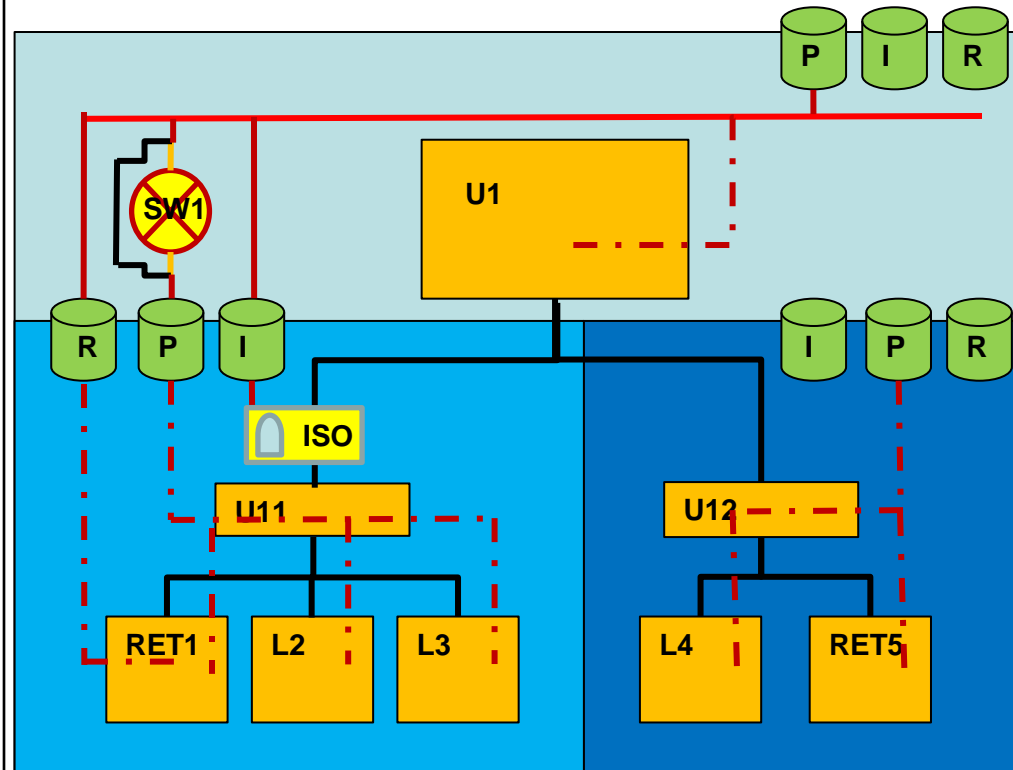 P I R
U1
SW1
R P I
I P R
ISO
U11
U12
RET1 L2 L3
L4 RET5